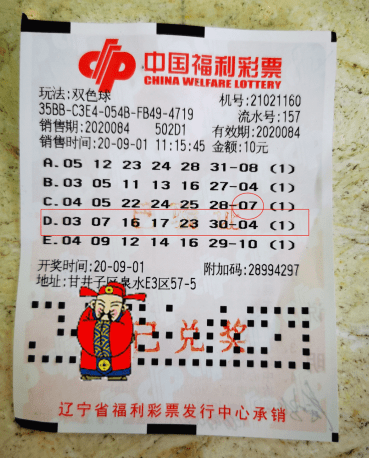 中国福利彩票
CHINA WELFARE LOTTERY
玩法:双色球 机号:21021160
35BB-C3E4-054B-FB49-4719 流水号:157
销售期:2020084 502D1 有效期:2020084
销售时间:20-09-01 11:15:45 金额:10元
A.05 12 23 24 28 31-08 (1)
B.03 05 11 13 16 27-04 (1)
C.04 05 22 24 25 28-07 (1)
D.03 07 16 17 23 30-04 (1)
E.04 09 12 14 16 29-10 (1)
开奖时间:20-09-01 附加码:28994297
地址:甘井子区泉水E3区57-5
已兑奖
辽宁省福利彩票发行中心承销